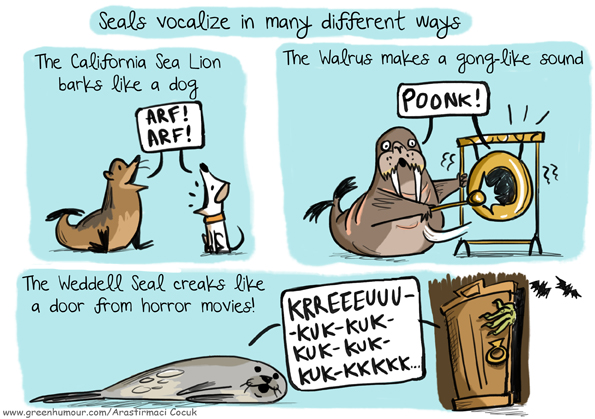 Seals vocalize in many different ways
The California Sea Lion
barks like a dog
ARF!
ARF!
The Walrus makes a gong-like sound
POONK!
The Weddell Seal creaks like
a door from horror movies!
KRREEEUUU-
-KUK-KUK-
KUK-KUK-
KUK-KKKKK...
www.greenhumour.com/Arastirmaci Cocuk